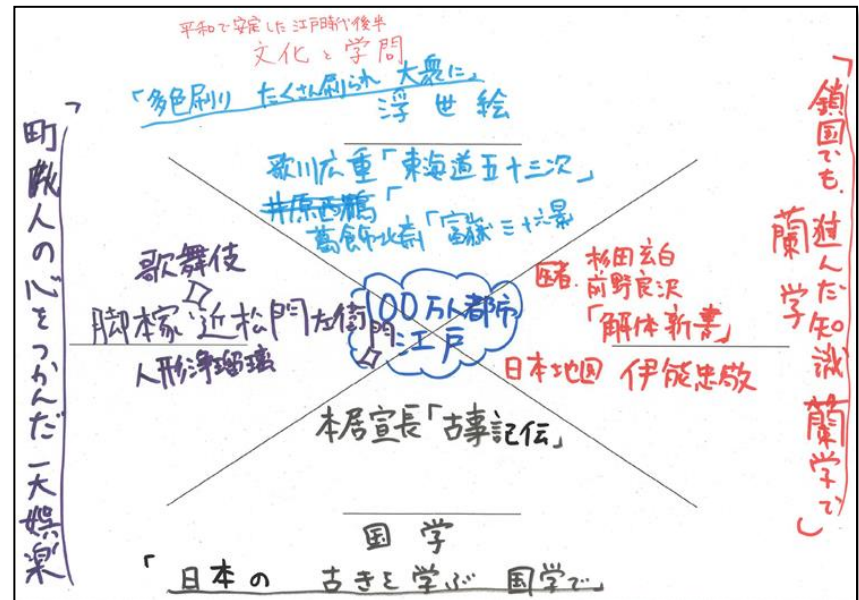 平和で安定した江戸時代後半
文化と学問
「多色刷り たくさん刷られ 大衆に」
浮世絵
歌川広重「東海道五十三次」
井原西鶴「
葛飾北斎「富嶽三十六景
「町人の心をつかんだ一大娯楽
歌舞伎
脚本家 近松門左衛門
人形浄瑠璃
100万人都市
江戸
医者 杉田玄白
前野良沢
「解体新書」
日本地図 伊能忠敬
蘭学
「鎖国でも、進んだ知識 蘭学で」
本居宣長「古事記伝」
国学
「日本の 古きを学ぶ 国学で」